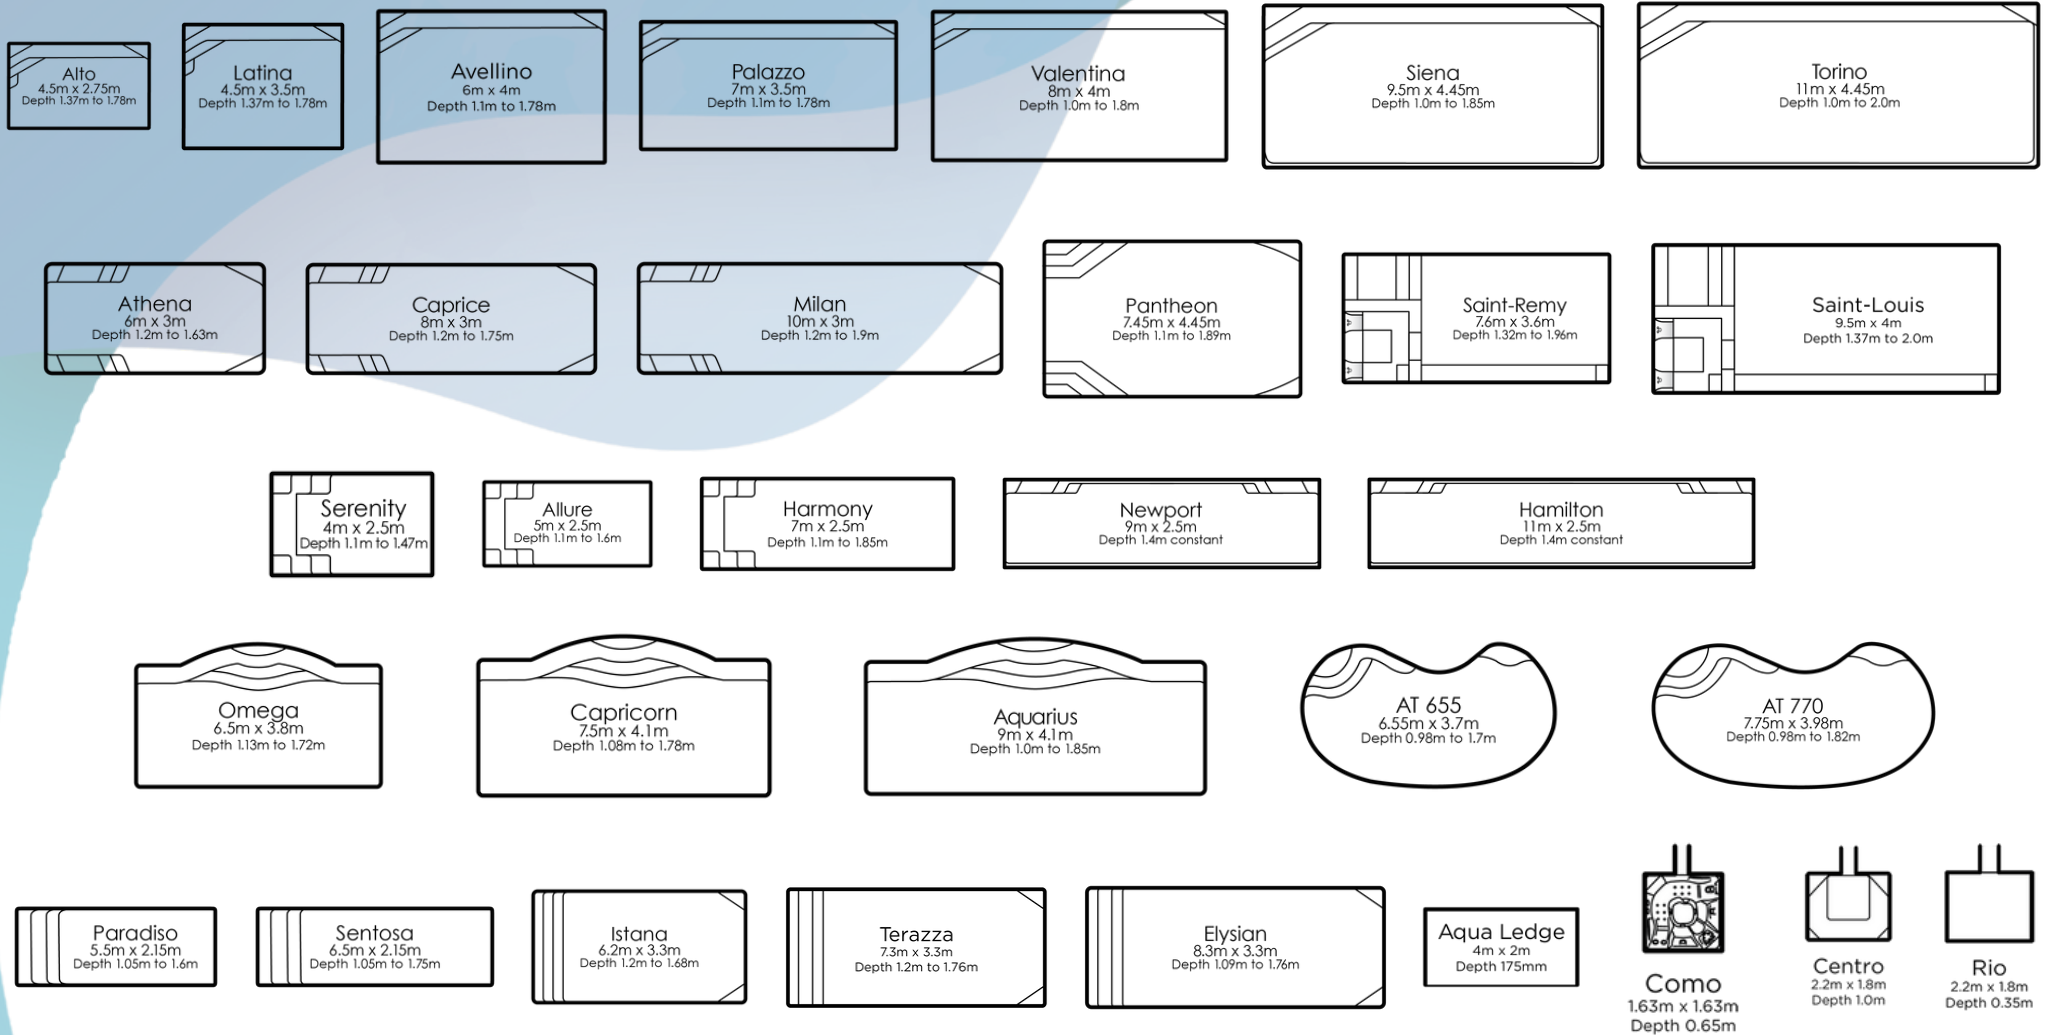 Alto
4.5m x 2.75m
Depth 1.37m to 1.78m
Latina
4.5m x 3.5m
Depth 1.37m to 1.78m
Avellino
6m x 4m
Depth 1.1m to 1.78m
Palazzo
7m x 3.5m
Depth 1.1m to 1.78m
Valentina
8m x 4m
Depth 1.0m to 1.8m
Siena
9.5m x 4.45m
Depth 1.0m to 1.85m
Torino
11m x 4.45m
Depth 1.0m to 2.0m
Athena
6m x 3m
Depth 1.2m to 1.63m
Caprice
8m x 3m
Depth 1.2m to 1.75m
Milan
10m x 3m
Depth 1.2m to 1.9m
Pantheon
7.45m x 4.45m
Depth 1.1m to 1.89m
Saint-Remy
7.6m x 3.6m
Depth 1.32m to 1.96m
Saint-Louis
9.5m x 4m
Depth 1.37m to 2.0m
Serenity
4m x 2.5m
Depth 1.1m to 1.47m
Allure
5m x 2.5m
Depth 1.1m to 1.6m
Harmony
7m x 2.5m
Depth 1.1m to 1.85m
Newport
9m x 2.5m
Depth 1.4m constant
Hamilton
11m x 2.5m
Depth 1.4m constant
Omega
6.5m x 3.8m
Depth 1.13m to 1.72m
Capricorn
7.5m x 4.1m
Depth 1.08m to 1.78m
Aquarius
9m x 4.1m
Depth 1.0m to 1.85m
AT 655
6.55m x 3.7m
Depth 0.98m to 1.7m
AT 770
7.75m x 3.98m
Depth 0.98m to 1.82m
Paradiso
5.5m x 2.15m
Depth 1.05m to 1.6m
Sentosa
6.5m x 2.15m
Depth 1.05m to 1.75m
Istana
6.2m x 3.3m
Depth 1.2m to 1.68m
Terazza
7.3m x 3.3m
Depth 1.2m to 1.76m
Elysian
8.3m x 3.3m
Depth 1.09m to 1.76m
Aqua Ledge
4m x 2m
Depth 175mm
Como
1.63m x 1.63m
Depth 0.65m
Centro
2.2m x 1.8m
Depth 1.0m
Rio
2.2m x 1.8m
Depth 0.35m